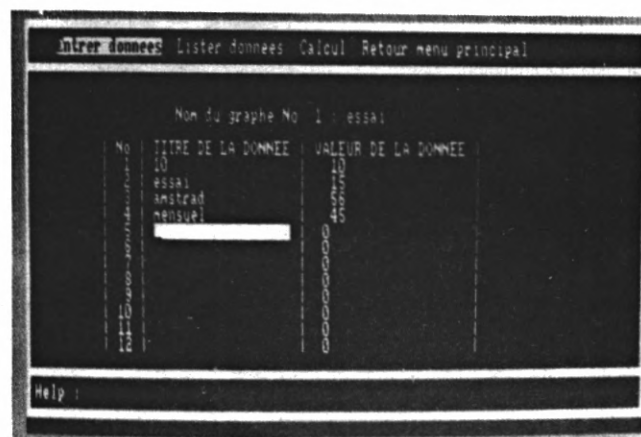 Entrer donnees Lister donnees Calcul Retour menu principal
Nom du graphe No 1 : essai
No TITRE DE LA DONNEE VALEUR DE LA DONNEE
1 10 10
2 essai 15
3 amstrad 56
4 mensuel 45
5 0
6 0
7 0
8 0
9 0
10 0
11 0
12 0
Help :